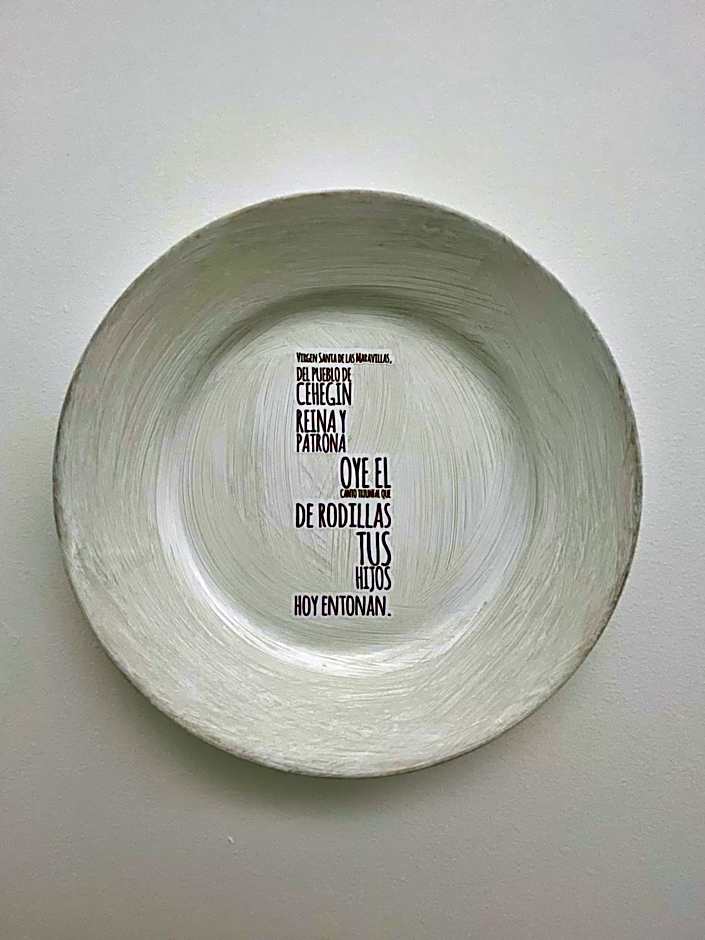 VIRGEN SANTA DE LAS MARAVILLAS,
DEL PUEBLO DE
CEHEGIN
REINA Y
PATRONA
OYE EL
CANTO TRIUNFAL QUE
DE RODILLAS
TUS
HIJOS
HOY ENTONAN.